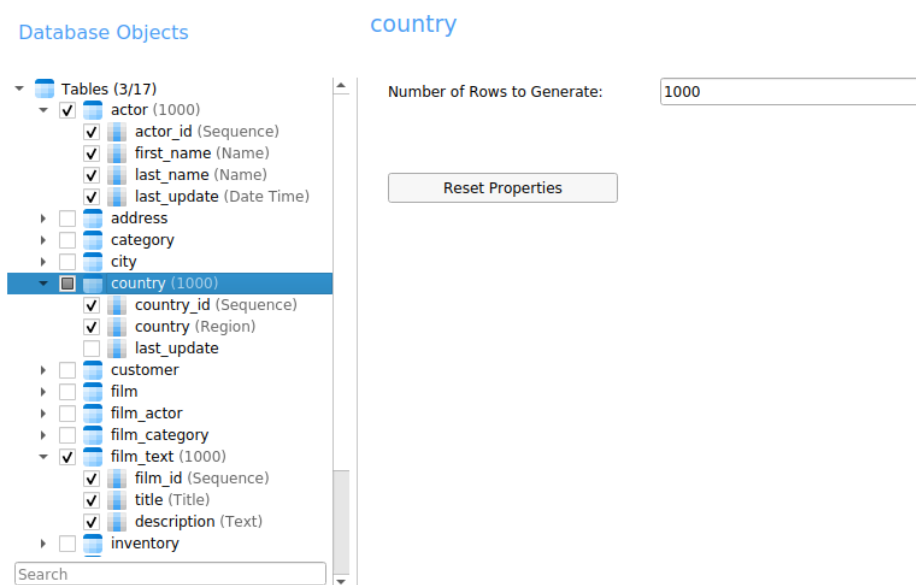 Database Objects
country
Tables (3/17)
actor (1000)
actor_id (Sequence)
first_name (Name)
last_name (Name)
last_update (Date Time)
address
category
city
country (1000)
country_id (Sequence)
country (Region)
last_update
customer
film
film_actor
film_category
film_text (1000)
film_id (Sequence)
title (Title)
description (Text)
inventory
Search
Number of Rows to Generate: 1000
Reset Properties